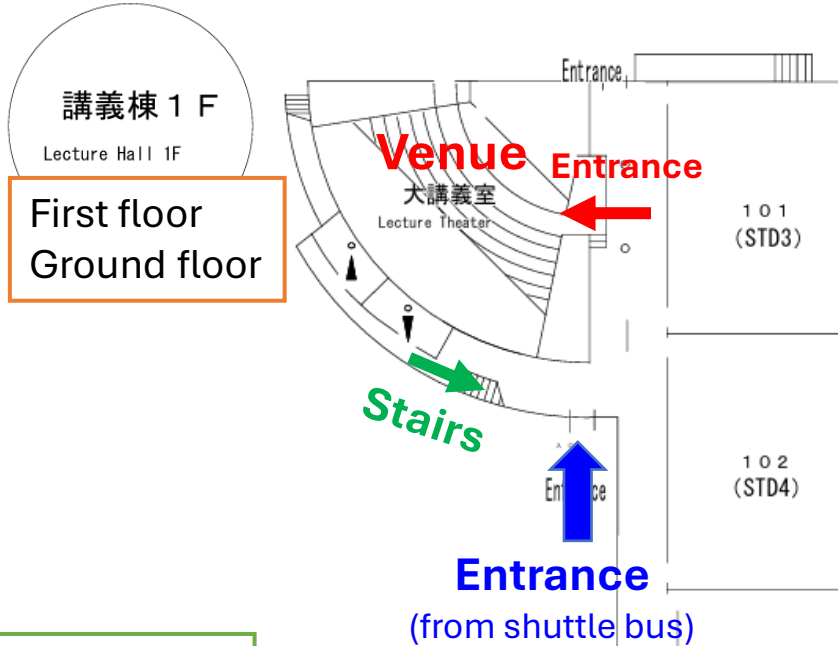 講義棟１Ｆ
Lecture Hall 1F
First floor
Ground floor
Entrance
Venue
Entrance
大講義室
Lecture Theater
１０１
(STD3)
Stairs
１０２
(STD4)
Entrance
(from shuttle bus)